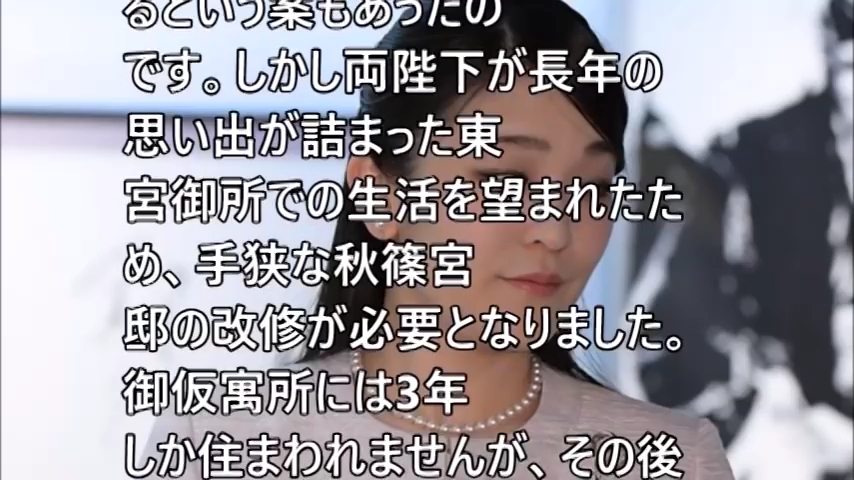 るという案もあったの
です。しかし両陛下が長年の
思い出が詰まった東
宮御所での生活を望まれたた
め、手狭な秋篠宮
邸の改修が必要となりました。
御仮寓所には3年
しか住まわれませんが、その後